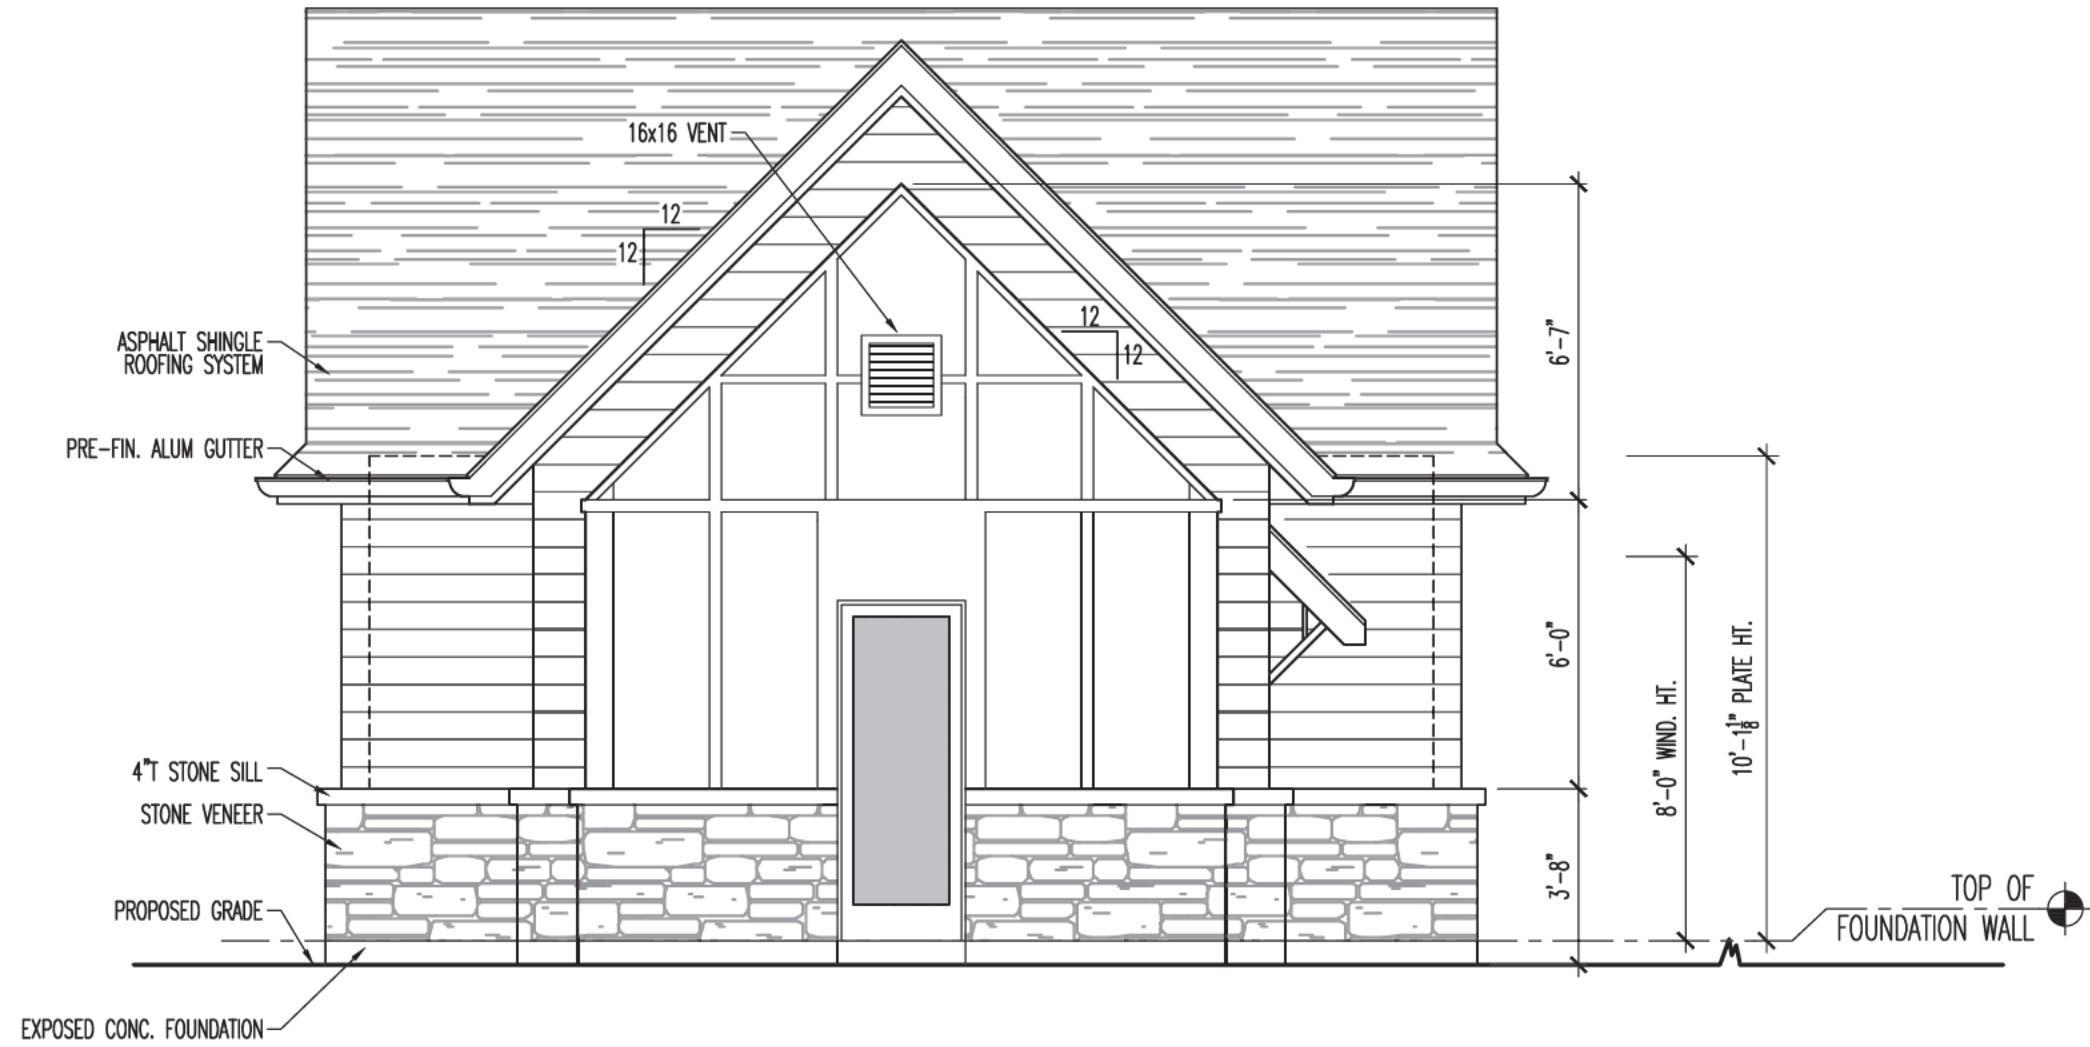 16x16 VENT
12
12
12
12
ASPHALT SHINGLE
ROOFING SYSTEM
PRE-FIN. ALUM GUTTER
4"T STONE SILL
STONE VENEER
PROPOSED GRADE
EXPOSED CONC. FOUNDATION
6'-7"
6'-0"
3'-8"
8'-0" WIND. HT.
10'-1 1/8" PLATE HT.
TOP OF
FOUNDATION WALL